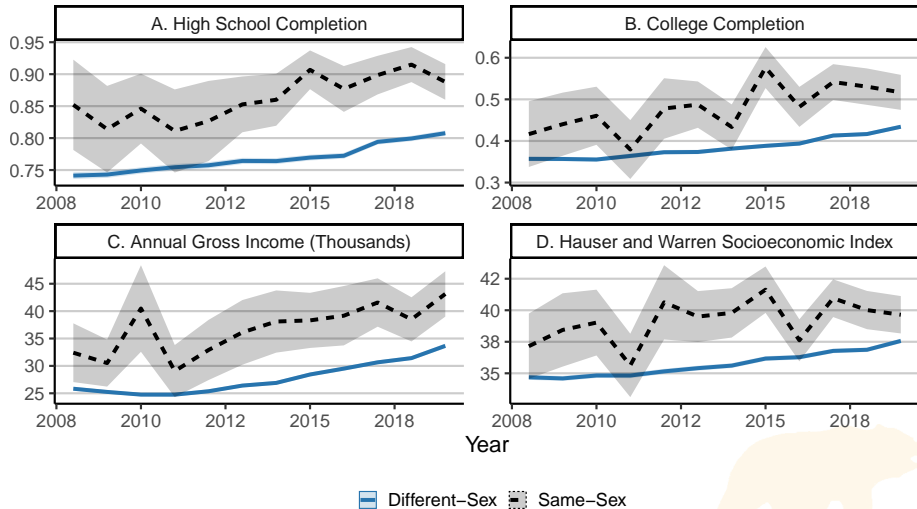 A. High School Completion
B. College Completion
0.95
0.90
0.85
0.80
0.75
2008 2010 2012 2015 2018
0.6
0.5
0.4
0.3
2008 2010 2012 2015 2018
C. Annual Gross Income (Thousands)
D. Hauser and Warren Socioeconomic Index
45
40
35
30
25
2008 2010 2012 2015 2018
42
40
38
35
2008 2010 2012 2015 2018
Year
Different−Sex Same−Sex